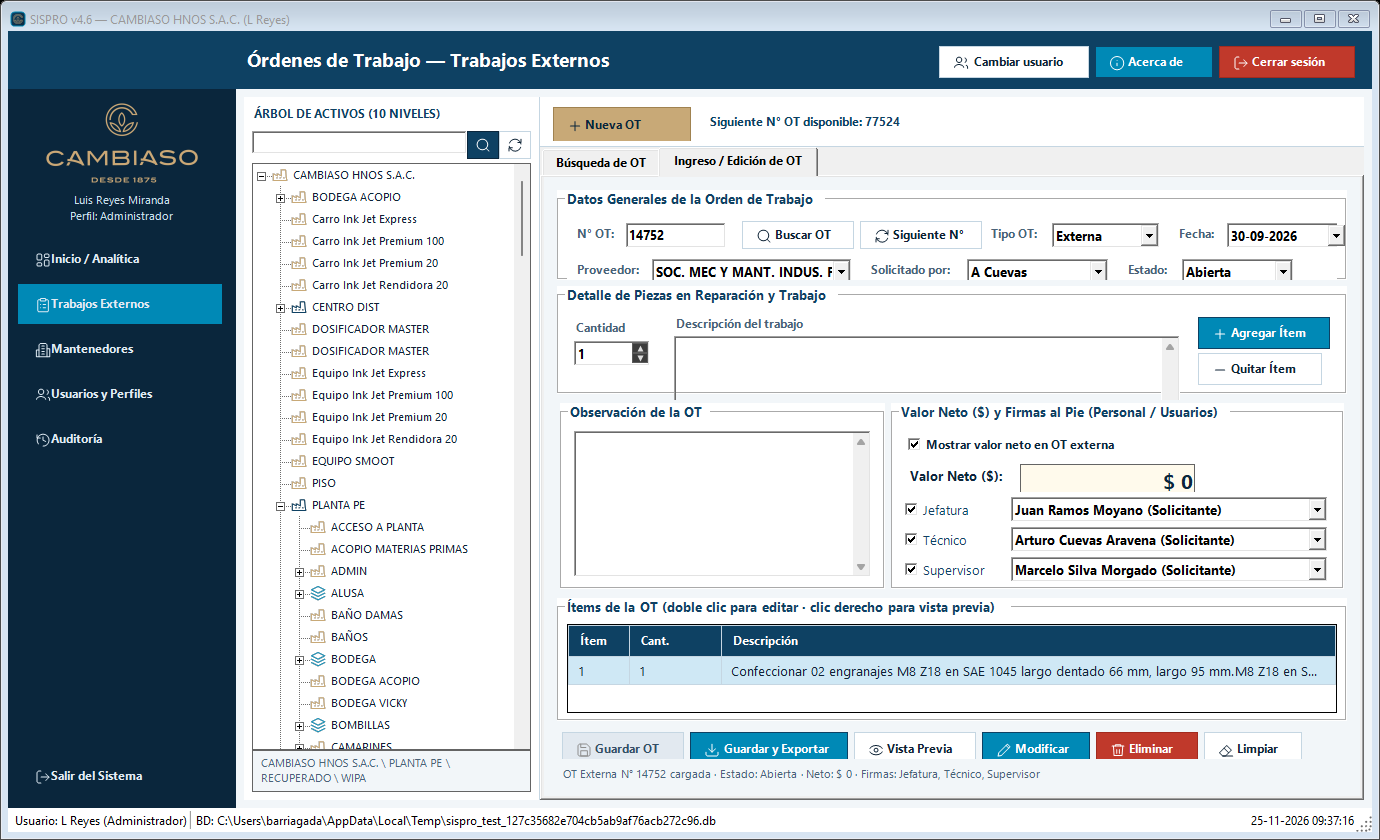 SISPRO v4.6 — CAMBIASO HNOS S.A.C. (L Reyes)
Órdenes de Trabajo — Trabajos Externos
Cambiar usuario
Acerca de
Cerrar sesión
CAMBIASO
DESDE 1875
Luis Reyes Miranda
Perfil: Administrador
Inicio / Analítica
Trabajos Externos
Mantenedores
Usuarios y Perfiles
Auditoría
Salir del Sistema
ÁRBOL DE ACTIVOS (10 NIVELES)
CAMBIASO HNOS S.A.C.
BODEGA ACOPIO
Carro Ink Jet Express
Carro Ink Jet Premium 100
Carro Ink Jet Premium 20
Carro Ink Jet Rendidora 20
CENTRO DIST
DOSIFICADOR MASTER
DOSIFICADOR MASTER
Equipo Ink Jet Express
Equipo Ink Jet Premium 100
Equipo Ink Jet Premium 20
Equipo Ink Jet Rendidora 20
EQUIPO SMOOT
PISO
PLANTA PE
ACCESO A PLANTA
ACOPIO MATERIAS PRIMAS
ADMIN
ALUSA
BAÑO DAMAS
BAÑOS
BODEGA
BODEGA ACOPIO
BODEGA VICKY
BOMBILLAS
CAMARINES
CAMBIASO HNOS S.A.C. \ PLANTA PE \
RECUPERADO \ WIPA
Nueva OT
Siguiente N° OT disponible: 77524
Búsqueda de OT
Ingreso / Edición de OT
Datos Generales de la Orden de Trabajo
N° OT: 14752
Buscar OT
Siguiente N°
Tipo OT: Externa
Fecha: 30-09-2026
Proveedor: SOC. MEC Y MANT. INDUS. F
Solicitado por: A Cuevas
Estado: Abierta
Detalle de Piezas en Reparación y Trabajo
Cantidad
1
Descripción del trabajo
Agregar Ítem
Quitar Ítem
Observación de la OT
Valor Neto ($) y Firmas al Pie (Personal / Usuarios)
Mostrar valor neto en OT externa
Valor Neto ($): $ 0
Jefatura Juan Ramos Moyano (Solicitante)
Técnico Arturo Cuevas Aravena (Solicitante)
Supervisor Marcelo Silva Morgado (Solicitante)
Ítems de la OT (doble clic para editar · clic derecho para vista previa)
Ítem Cant. Descripción
1 1 Confeccionar 02 engranajes M8 Z18 en SAE 1045 largo dentado 66 mm, largo 95 mm.M8 Z18 en S...
Guardar OT
Guardar y Exportar
Vista Previa
Modificar
Eliminar
Limpiar
OT Externa N° 14752 cargada · Estado: Abierta · Neto: $ 0 · Firmas: Jefatura, Técnico, Supervisor
Usuario: L Reyes (Administrador)
BD: C:\Users\barriagada\AppData\Local\Temp\sispro_test_127c35682e704cb5ab9af76acb272c96.db
25-11-2026 09:37:16